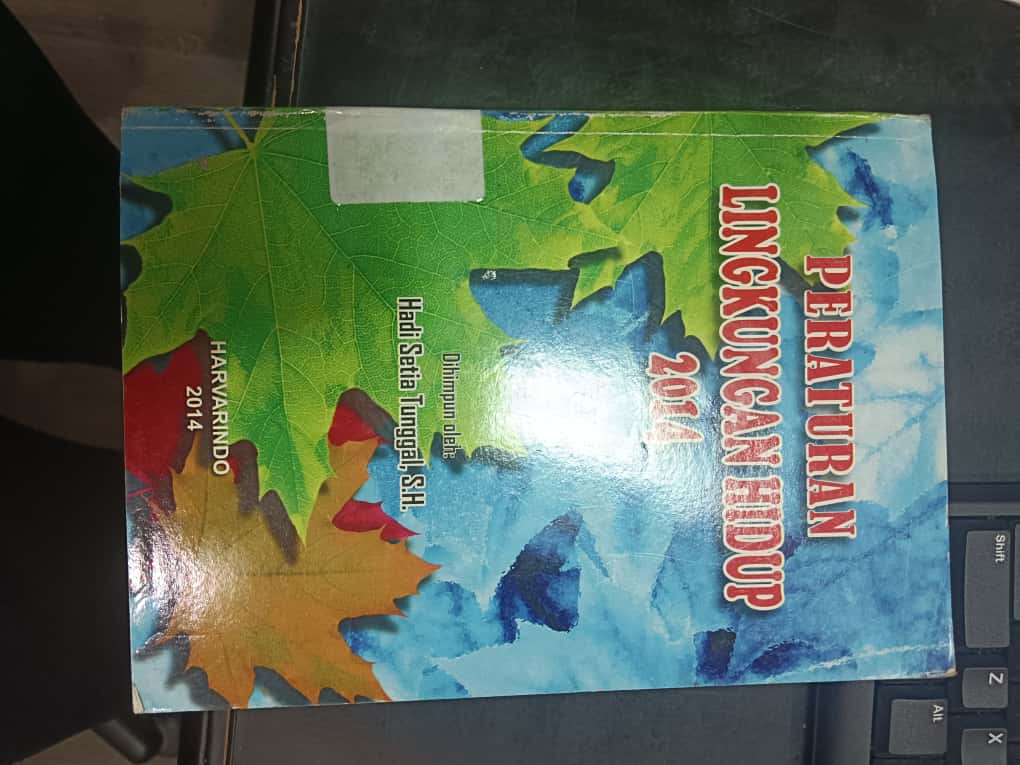 PERATURAN
LINGKUNGAN HIDUP
2014
Dihimpun oleh:
Hadi Setia Tunggal, S.H.
HARVARINDO
2014
Shift
Z
Alt
X